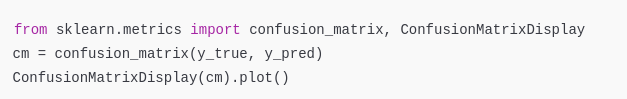 from sklearn.metrics import confusion_matrix, ConfusionMatrixDisplay
cm = confusion_matrix(y_true, y_pred)
ConfusionMatrixDisplay(cm).plot()